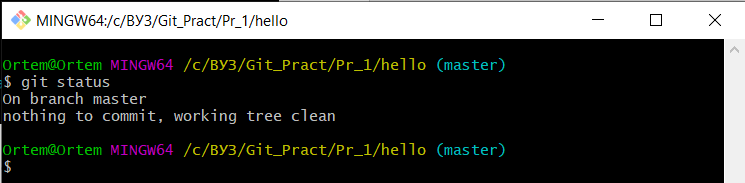 MINGW64:/c/ВУЗ/Git_Pract/Pr_1/hello
Ortem@Ortem MINGW64 /c/ВУЗ/Git_Pract/Pr_1/hello (master)
$ git status
On branch master
nothing to commit, working tree clean
Ortem@Ortem MINGW64 /c/ВУЗ/Git_Pract/Pr_1/hello (master)
$